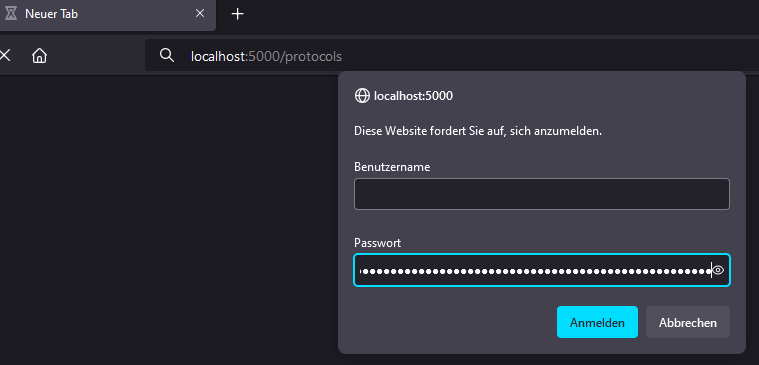 Neuer Tab
localhost:5000/protocols
localhost:5000
Diese Website fordert Sie auf, sich anzumelden.
Benutzername
Passwort
Anmelden
Abbrechen